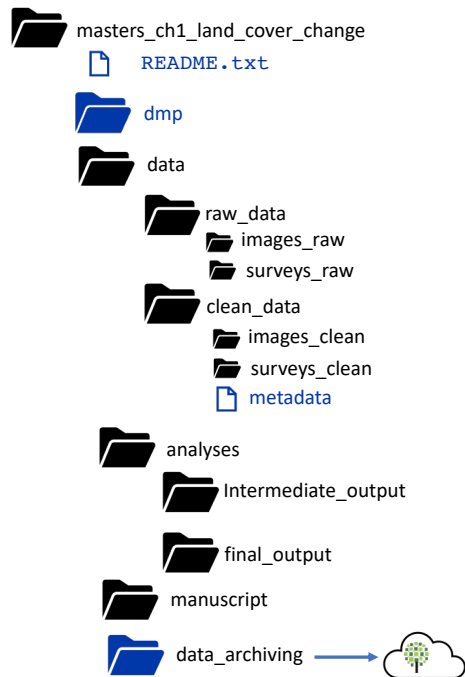 masters_ch1_land_cover_change
README.txt
dmp
data
raw_data
images_raw
surveys_raw
clean_data
images_clean
surveys_clean
metadata
analyses
Intermediate_output
final_output
manuscript
data_archiving